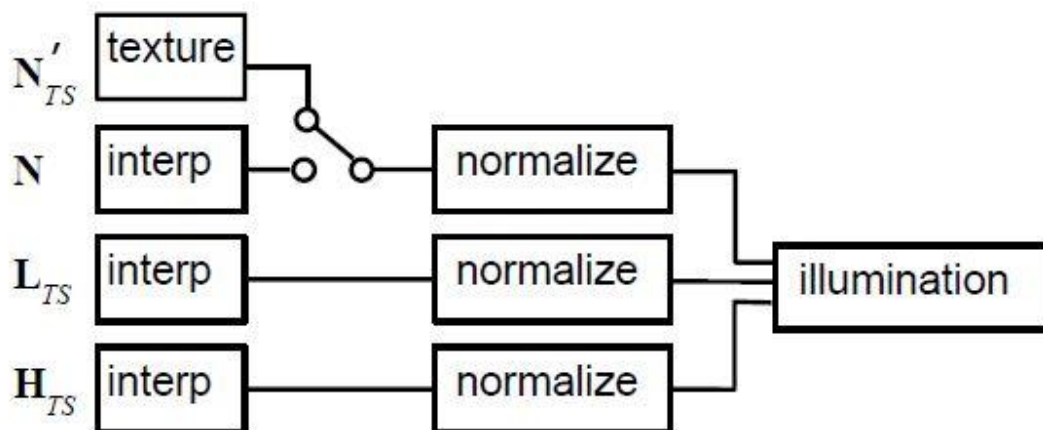 N'TS texture
N interp normalize
LTS interp normalize illumination
HTS interp normalize